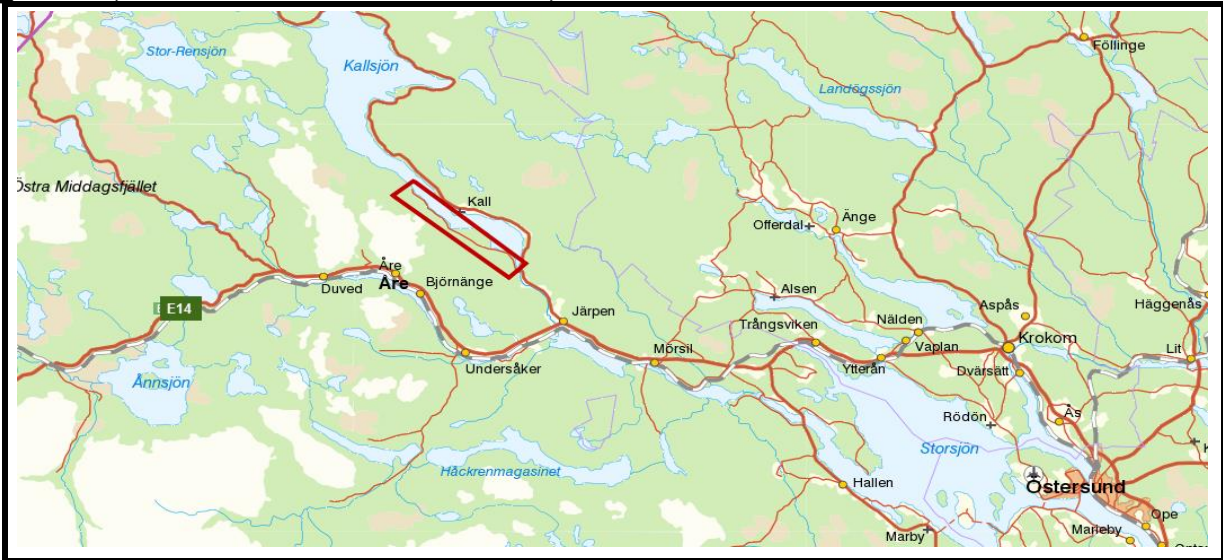 Föllinge
Stor-Rensjön
Kallsjön
Landögssjön
Östra Middagsfjället
Kall
Änge
Offerdal
Åre
Åre
Björnänge
Duved
E14
Alsen
Aspås
Häggenås
Järpen
Trångsviken
Nälden
Krokom
Vaplan
Mörsil
Lit
Ytterån
Dvärsätt
Undersåker
Ånnsjön
Rödön
Ås
Storsjön
Håckrenmagasinet
Hallen
Östersund
Ope
Marieby
Marby